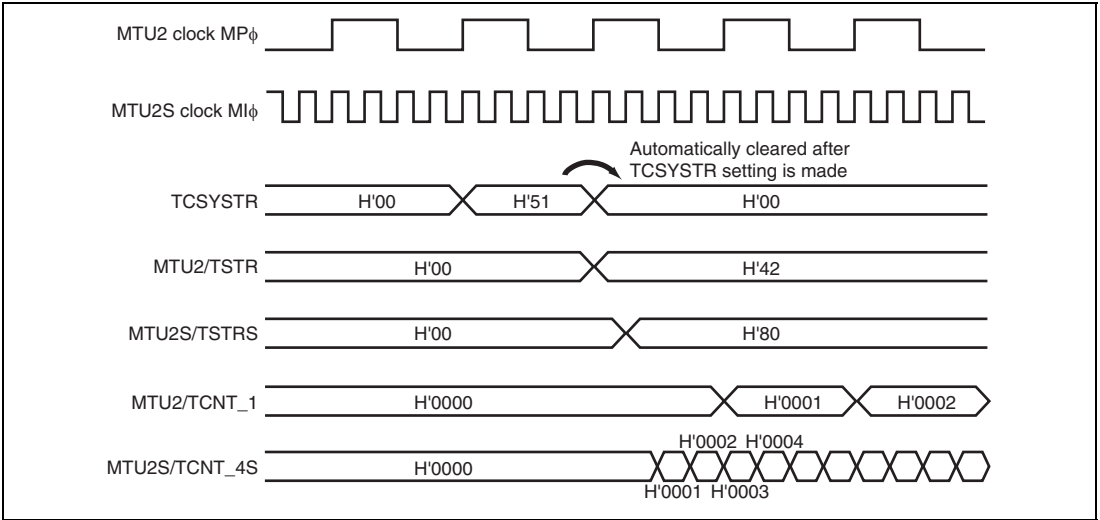 MTU2 clock MPϕ
MTU2S clock MIϕ
Automatically cleared after
TCSYSTR setting is made
TCSYSTR H'00 H'51 H'00
MTU2/TSTR H'00 H'42
MTU2S/TSTRS H'00 H'80
MTU2/TCNT_1 H'0000 H'0001 H'0002
H'0002 H'0004
MTU2S/TCNT_4S H'0000
H'0001 H'0003